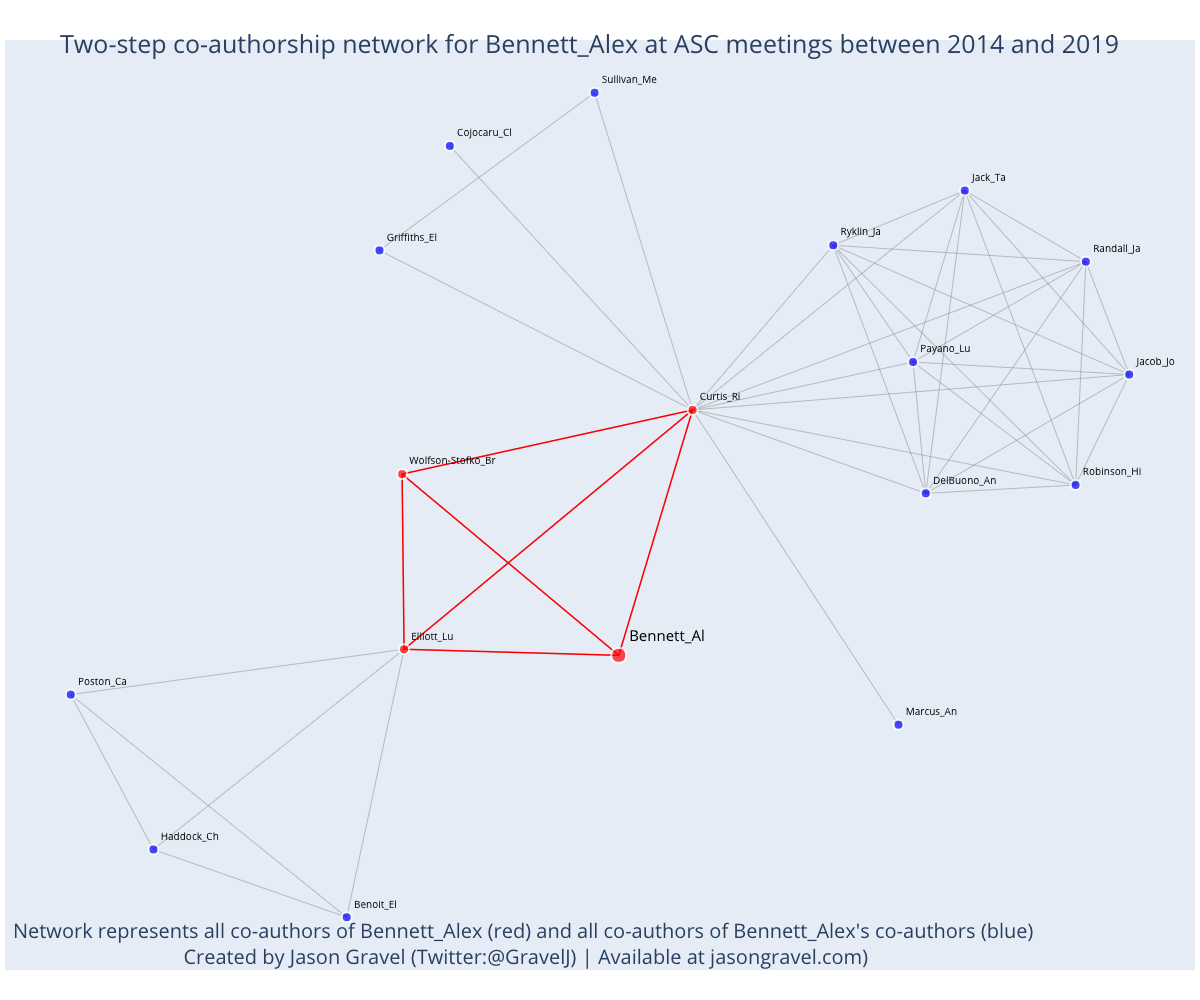 Two-step co-authorship network for Bennett_Alex at ASC meetings between 2014 and 2019
Sullivan_Me
Cojocaru_Cl
Jack_Ta
Ryklin_Ja
Griffiths_El
Randall_Ja
Payano_Lu
Jacob_Jo
Curtis_Ri
Wolfson-Stofko_Br
Robinson_Hi
DelBuono_An
Elliott_Lu
Bennett_Al
Poston_Ca
Marcus_An
Haddock_Ch
Benoit_El
Network represents all co-authors of Bennett_Alex (red) and all co-authors of Bennett_Alex's co-authors (blue)
Created by Jason Gravel (Twitter:@GravelJ) | Available at jasongravel.com)